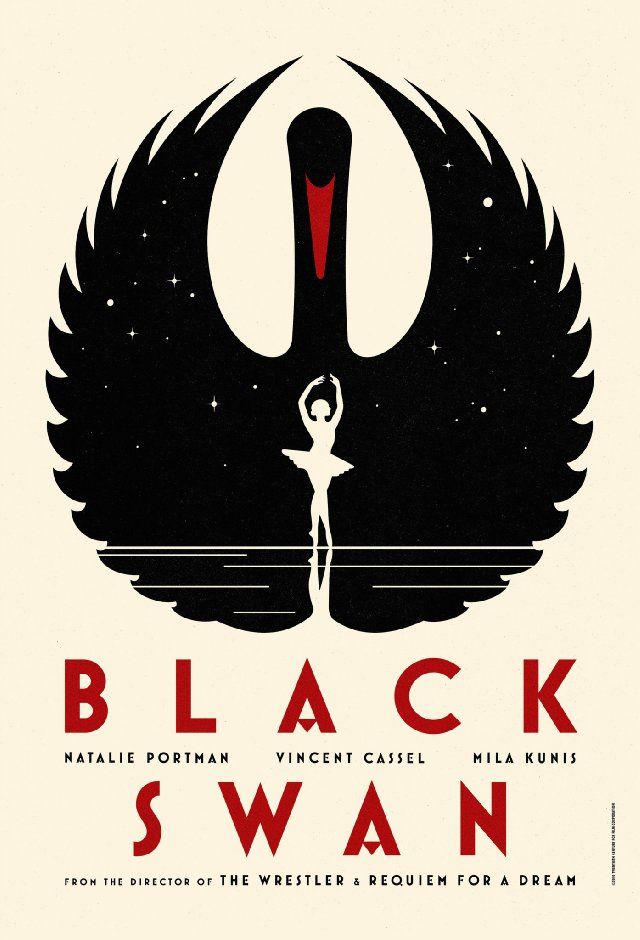 BLACK
NATALIE PORTMAN VINCENT CASSEL MILA KUNIS
SWAN
FROM THE DIRECTOR OF THE WRESTLER & REQUIEM FOR A DREAM